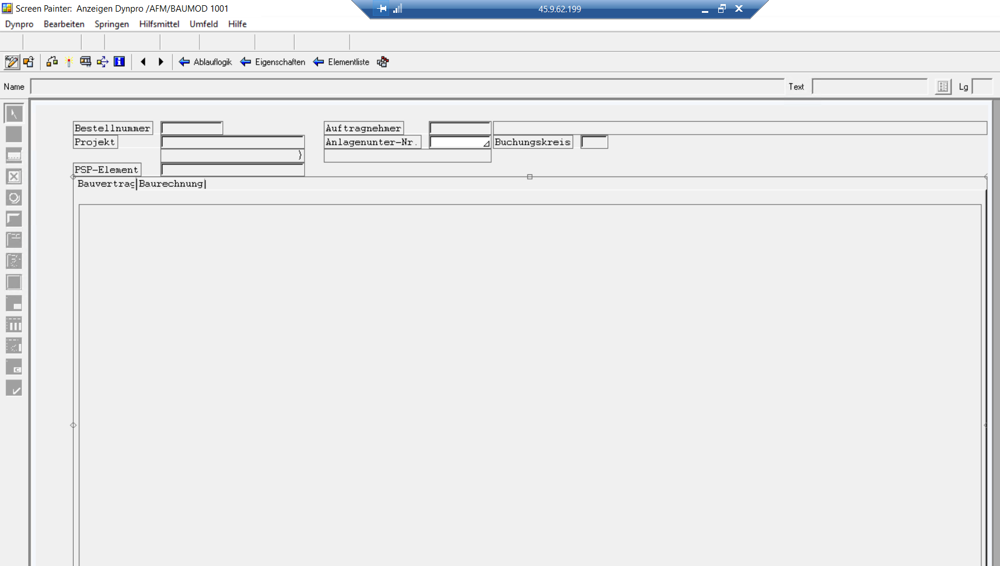 Screen Painter: Anzeigen Dynpro /AFM/BAUMOD 1001
45.9.62.199
Dynpro Bearbeiten Springen Hilfsmittel Umfeld Hilfe
Ablauflogik Eigenschaften Elementliste
Name Text Lg
Bestellnummer Auftragnehmer
Projekt Anlagenunter-Nr. Buchungskreis
PSP-Element
Bauvertrag Baurechnung